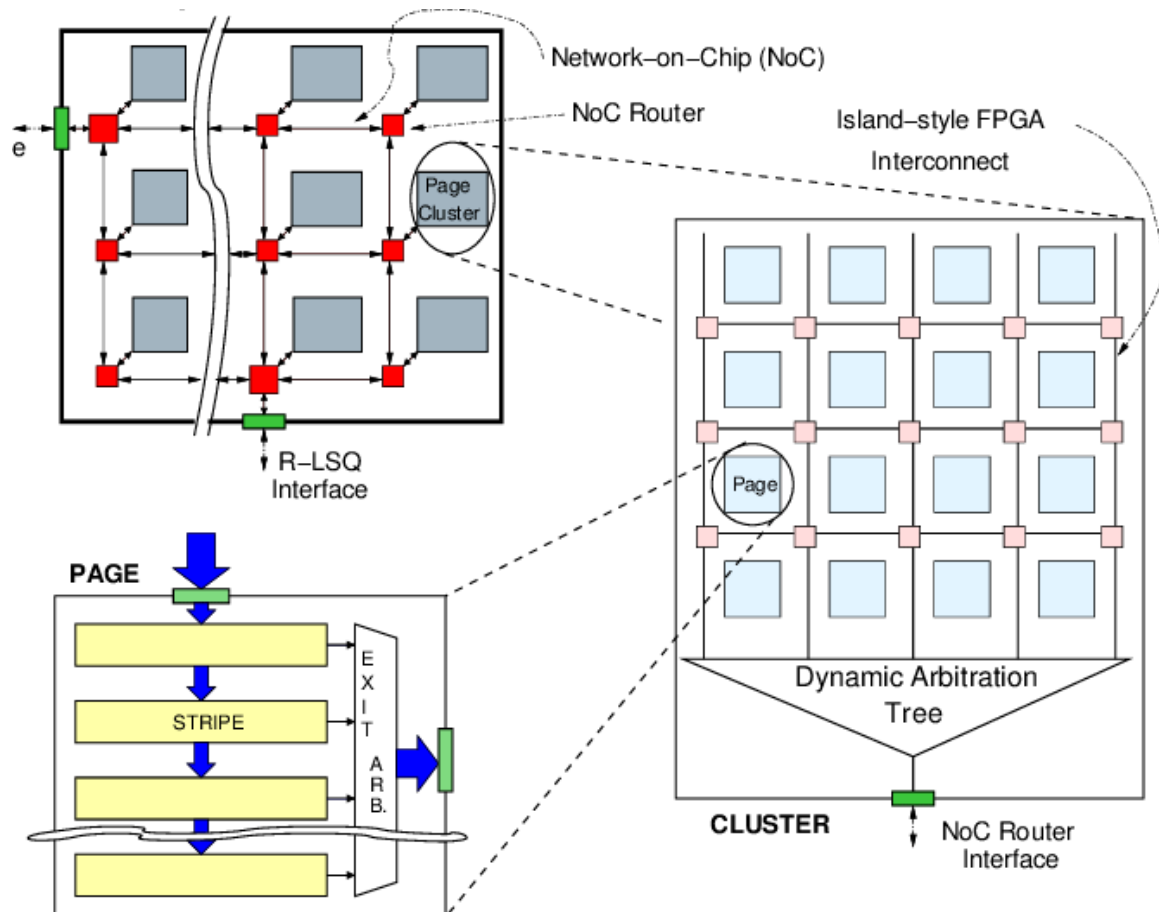 Network-on-Chip (NoC)
NoC Router
e
Page
Cluster
R-LSQ
Interface
Island-style FPGA
Interconnect
Page
Dynamic Arbitration
Tree
CLUSTER
NoC Router
Interface
PAGE
STRIPE
E
X
I
T
A
R
B.